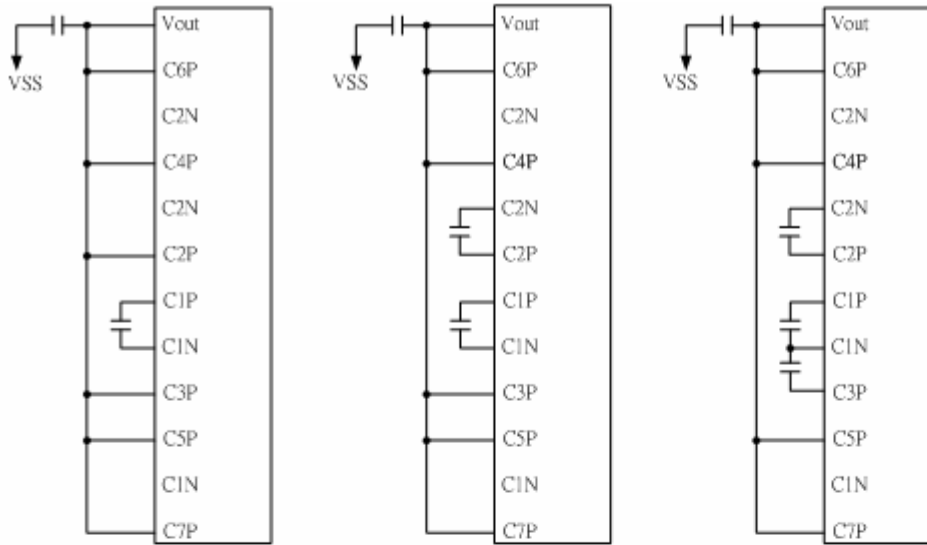 Vout
VSS
C6P
C2N
C4P
C2N
C2P
C1P
C1N
C3P
C5P
C1N
C7P
Vout
VSS
C6P
C2N
C4P
C2N
C2P
C1P
C1N
C3P
C5P
C1N
C7P
Vout
VSS
C6P
C2N
C4P
C2N
C2P
C1P
C1N
C3P
C5P
C1N
C7P